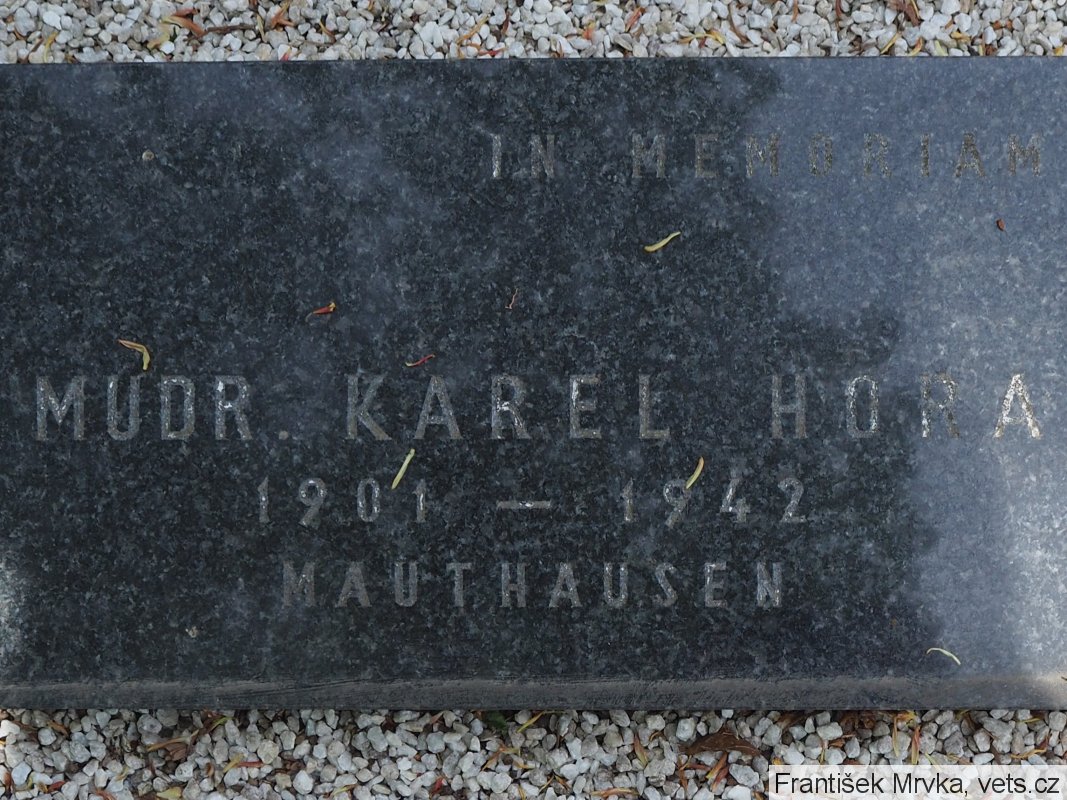 IN MEMORIAM
MUDR. KAREL HORA
1901 — 1942
MAUTHAUSEN
František Mrvka, vets.cz